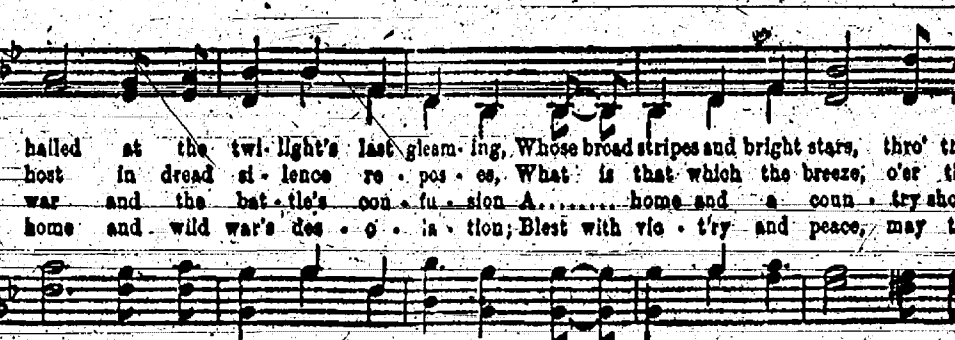 hailed at the twi- light's last gleam- ing, Whose broad stripes and bright stars, thro'
host in dread si - lence re - pos - es, What is that which the breeze, o'er
war and the bat - tle's con - fu - sion A........ home and a coun - try
home and wild war's des - o - la - tion; Blest with vic - t'ry and peace, may